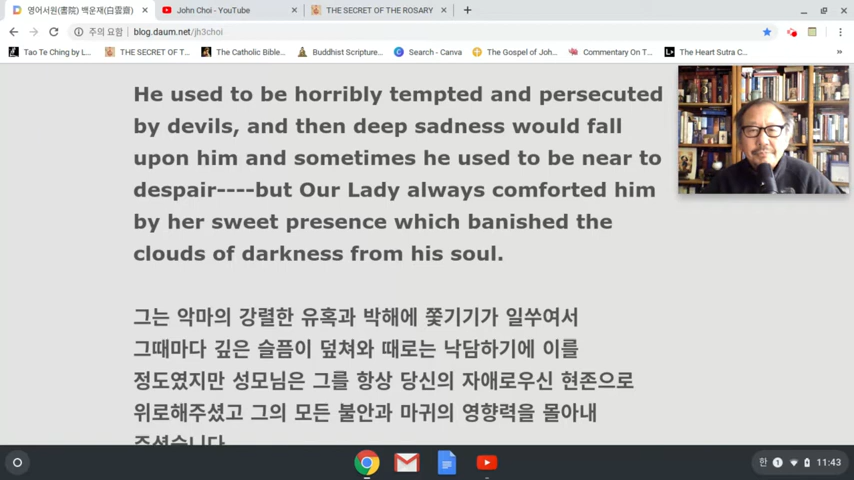 영어서원(書院) 백운재(白雲齋)
John Choi - YouTube
THE SECRET OF THE ROSARY
주의 요함
blog.daum.net/jh3choi
Tao Te Ching by L...
THE SECRET OF T...
The Catholic Bible...
Buddhist Scripture...
Search - Canva
The Gospel of Joh...
Commentary On T...
The Heart Sutra C...
He used to be horribly tempted and persecuted
by devils, and then deep sadness would fall
upon him and sometimes he used to be near to
despair----but Our Lady always comforted him
by her sweet presence which banished the
clouds of darkness from his soul.
그는 악마의 강렬한 유혹과 박해에 쫓기기가 일쑤여서
그때마다 깊은 슬픔이 덮쳐와 때로는 낙담하기에 이를
정도였지만 성모님은 그를 항상 당신의 자애로우신 현존으로
위로해주셨고 그의 모든 불안과 마귀의 영향력을 몰아내
주셨습니다
한
1
11:43